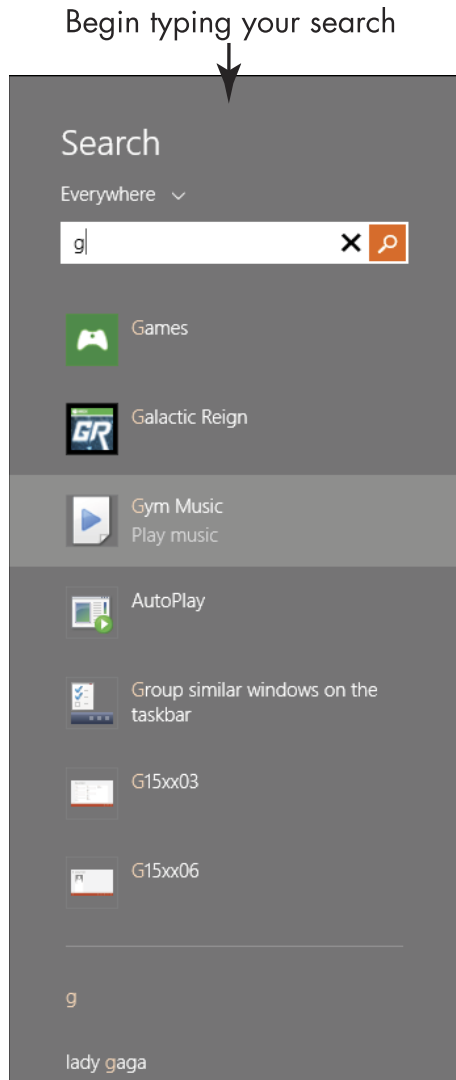 Begin typing your search
Search
Everywhere
g
Games
GR
Galactic Reign
Gym Music
Play music
AutoPlay
Group similar windows on the
taskbar
G15xx03
G15xx06
g
lady gaga